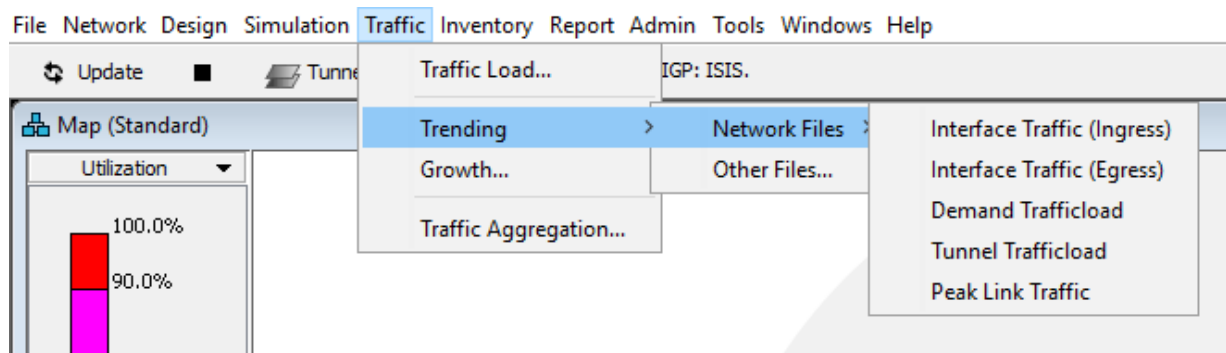 File Network Design Simulation Traffic Inventory Report Admin Tools Windows Help
Update Tunne Traffic Load... IGP: ISIS.
Map (Standard) Trending Network Files Interface Traffic (Ingress)
Utilization Growth... Other Files... Interface Traffic (Egress)
100.0% Traffic Aggregation... Demand Trafficload
Tunnel Trafficload
90.0% Peak Link Traffic